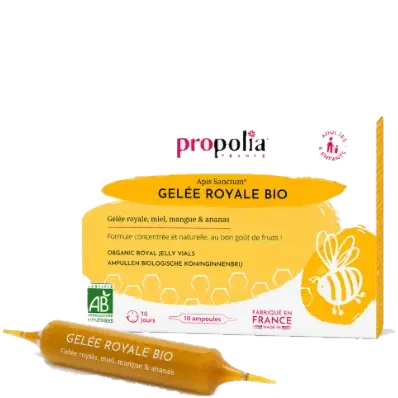 propolia
FRANCE
ADULTES
& ENFANTS
Apis Sanctum®
GELÉE ROYALE BIO
Gelée royale, miel, mangue & ananas
Formule concentrée et naturelle, au bon goût de fruits !
ORGANIC ROYAL JELLY VIALS
AMPULLEN BIOLOGISCHE KONINGINNENBRIJ
AB
10
jours
10 ampoules
FABRIQUÉ EN
FRANCE
MADE IN
GELÉE ROYALE BIO
Gelée royale, miel, mangue & ananas